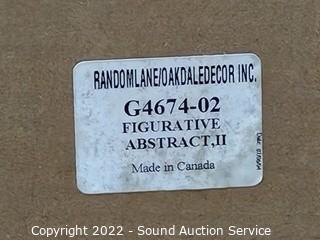 RANDOMLANE/OAKDALEDECOR INC.
G4674-02
FIGURATIVE
ABSTRACT,II
Made in Canada
Copyright 2022 - Sound Auction Service